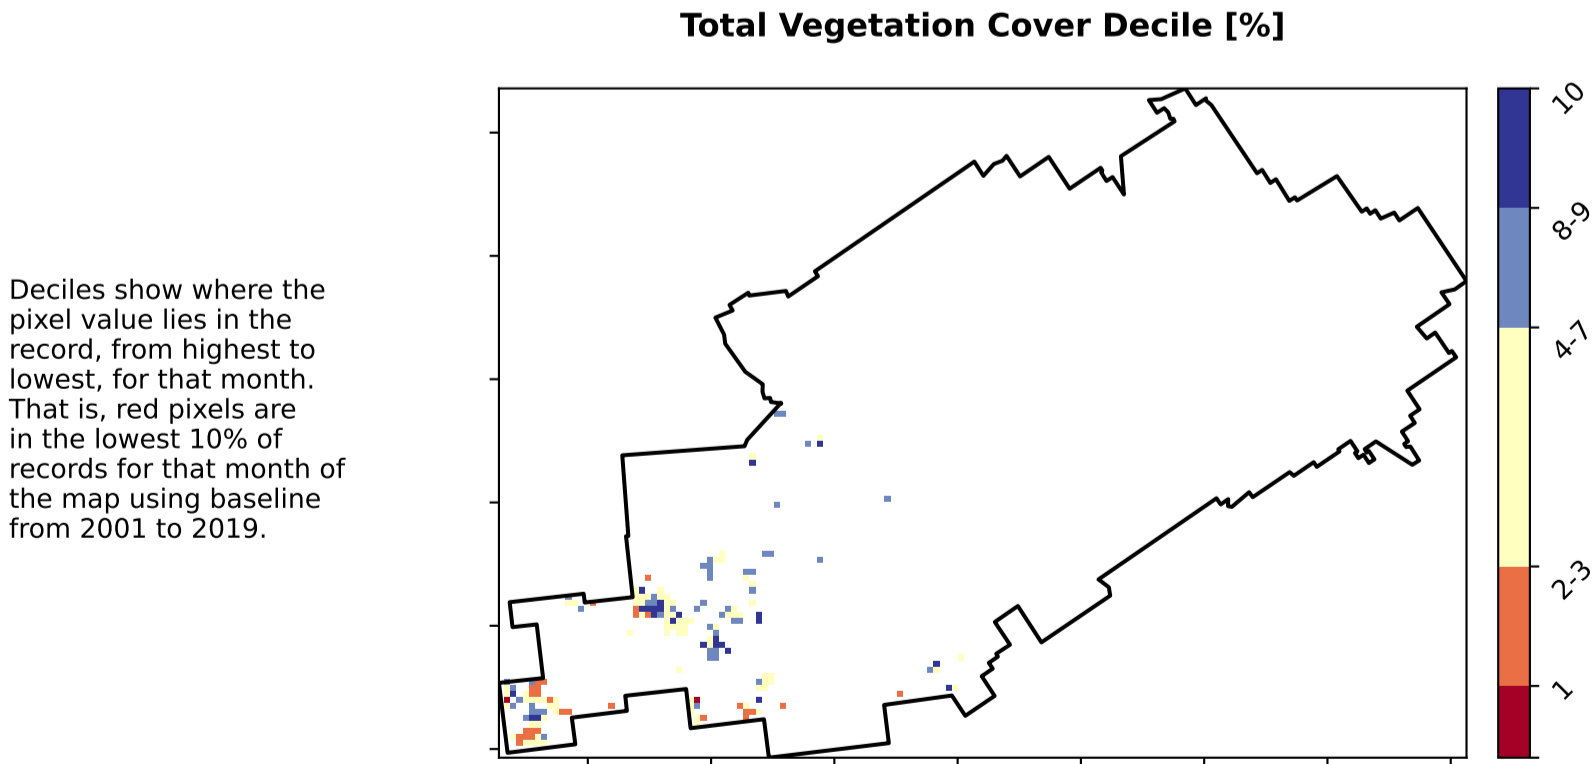 Total Vegetation Cover Decile [%]
Deciles show where the
pixel value lies in the
record, from highest to
lowest, for that month.
That is, red pixels are
in the lowest 10% of
records for that month of
the map using baseline
from 2001 to 2019.
10
8-9
4-7
2-3
1